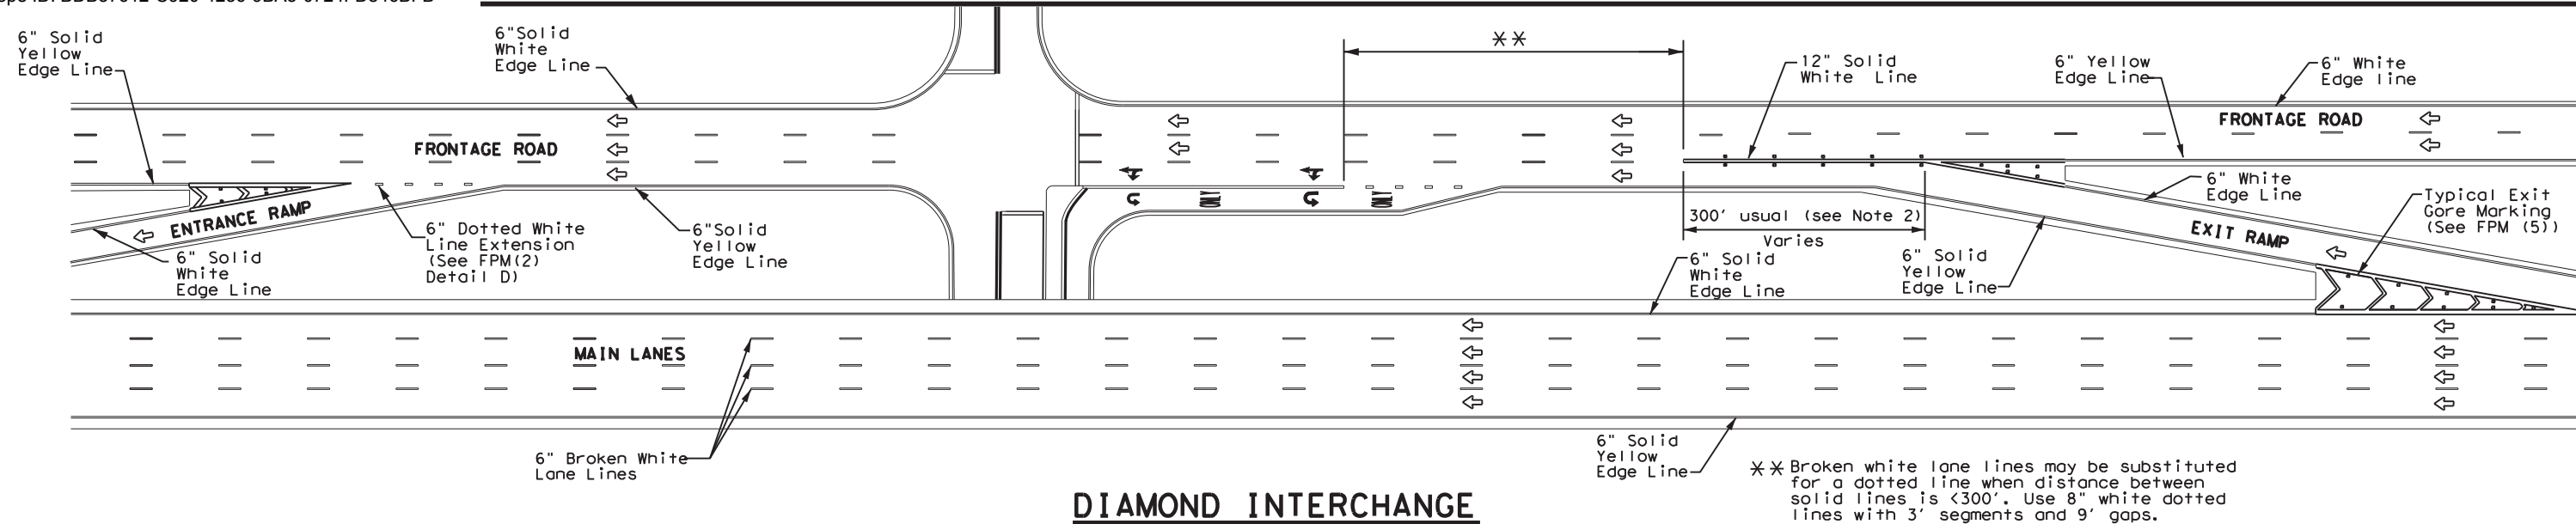 6" Solid
Yellow
Edge Line
6"Solid
White
Edge Line
**
12" Solid
White Line
6" Yellow
Edge Line
6" White
Edge line
FRONTAGE ROAD
FRONTAGE ROAD
ENTRANCE RAMP
6" Solid
White
Edge Line
6" Dotted White
Line Extension
(See FPM(2)
Detail D)
6"Solid
Yellow
Edge Line
ONLY
ONLY
300' usual (see Note 2)
Varies
6" White
Edge Line
Typical Exit
Gore Marking
(See FPM (5))
EXIT RAMP
6" Solid
White
Edge Line
6" Solid
Yellow
Edge Line
MAIN LANES
6" Broken White
Lane Lines
6" Solid
Yellow
Edge Line
** Broken white lane lines may be substituted
for a dotted line when distance between
solid lines is <300'. Use 8" white dotted
lines with 3' segments and 9' gaps.
DIAMOND INTERCHANGE